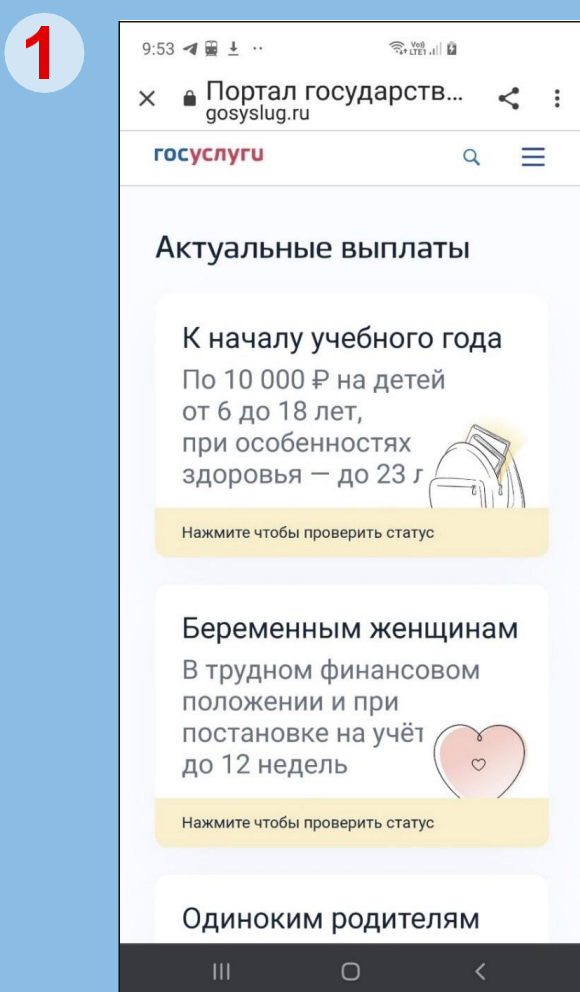 1
9:53
Vo))
LTE1
Портал государств...
gosyslug.ru
госуслуги
Актуальные выплаты
К началу учебного года
По 10 000 ₽ на детей
от 6 до 18 лет,
при особенностях
здоровья — до 23 л
Нажмите чтобы проверить статус
Беременным женщинам
В трудном финансовом
положении и при
постановке на учёт
до 12 недель
Нажмите чтобы проверить статус
Одиноким родителям